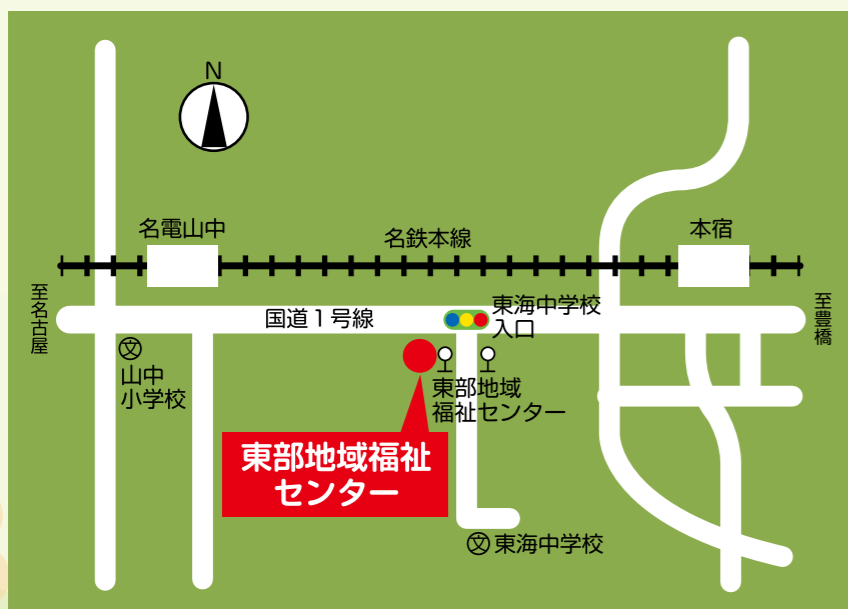 N
名電山中
名鉄本線
本宿
至名古屋
国道1号線
東海中学校
入口
至豊橋
文
山中
小学校
東部地域
福祉センター
東部地域福祉
センター
文東海中学校